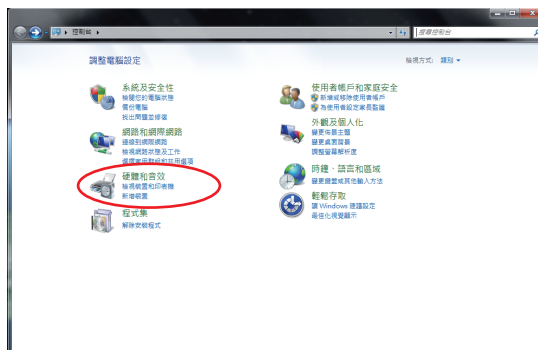 控制台
搜尋控制台
調整電腦設定
檢視方式: 類別
系統及安全性
檢閱您的電腦狀態
備份電腦
找出問題並修復
網路和網際網路
連線到網際網路
檢視網路狀態及工作
選擇家用群組和共用選項
硬體和音效
檢視裝置和印表機
新增裝置
程式集
解除安裝程式
使用者帳戶和家庭安全
新增或移除使用者帳戶
為使用者設定家長監護
外觀及個人化
變更佈景主題
變更桌面背景
調整螢幕解析度
時鐘、語言和區域
變更鍵盤或其他輸入方法
輕鬆存取
讓 Windows 建議設定
最佳化視覺顯示